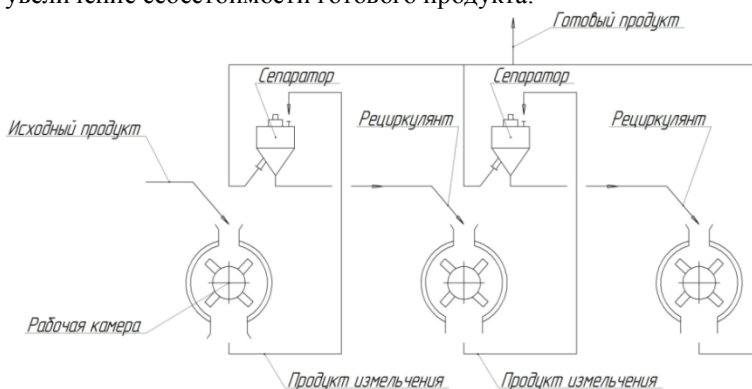 увеличение себестоимости готового продукта.
Готовый продукт
Сепаратор
Сепаратор
Исходный продукт
Рециркулянт
Рециркулянт
Рабочая камера
Продукт измельчения
Продукт измельчения